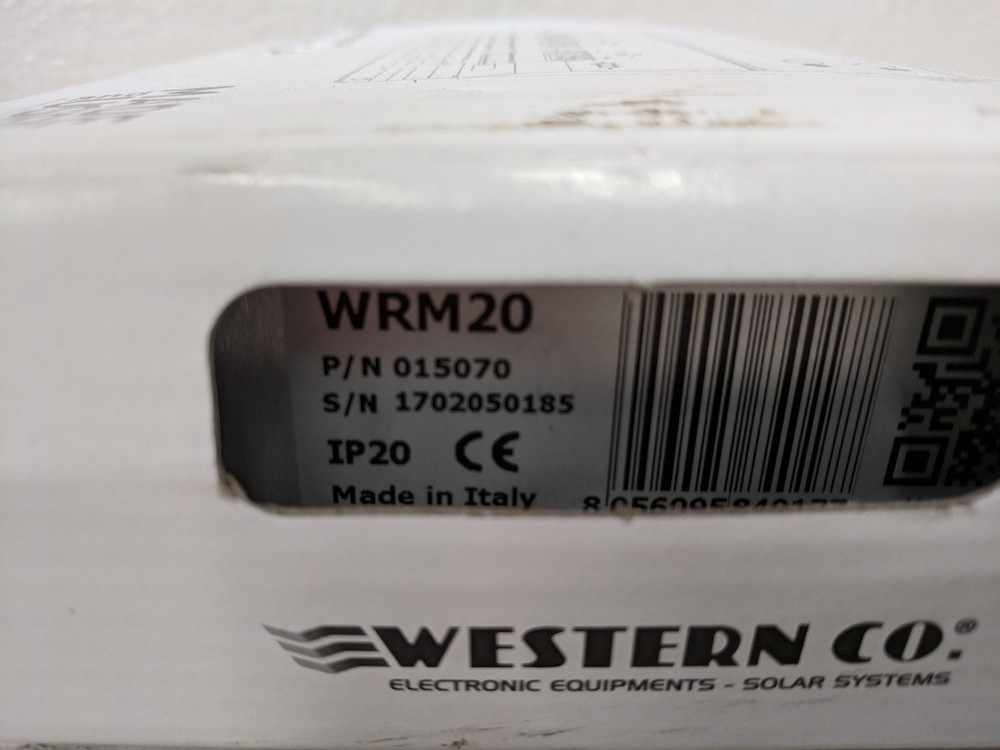 WRM20
P/N 015070
S/N 1702050185
IP20 CE
Made in Italy
WESTERN CO.®
ELECTRONIC EQUIPMENTS - SOLAR SYSTEMS